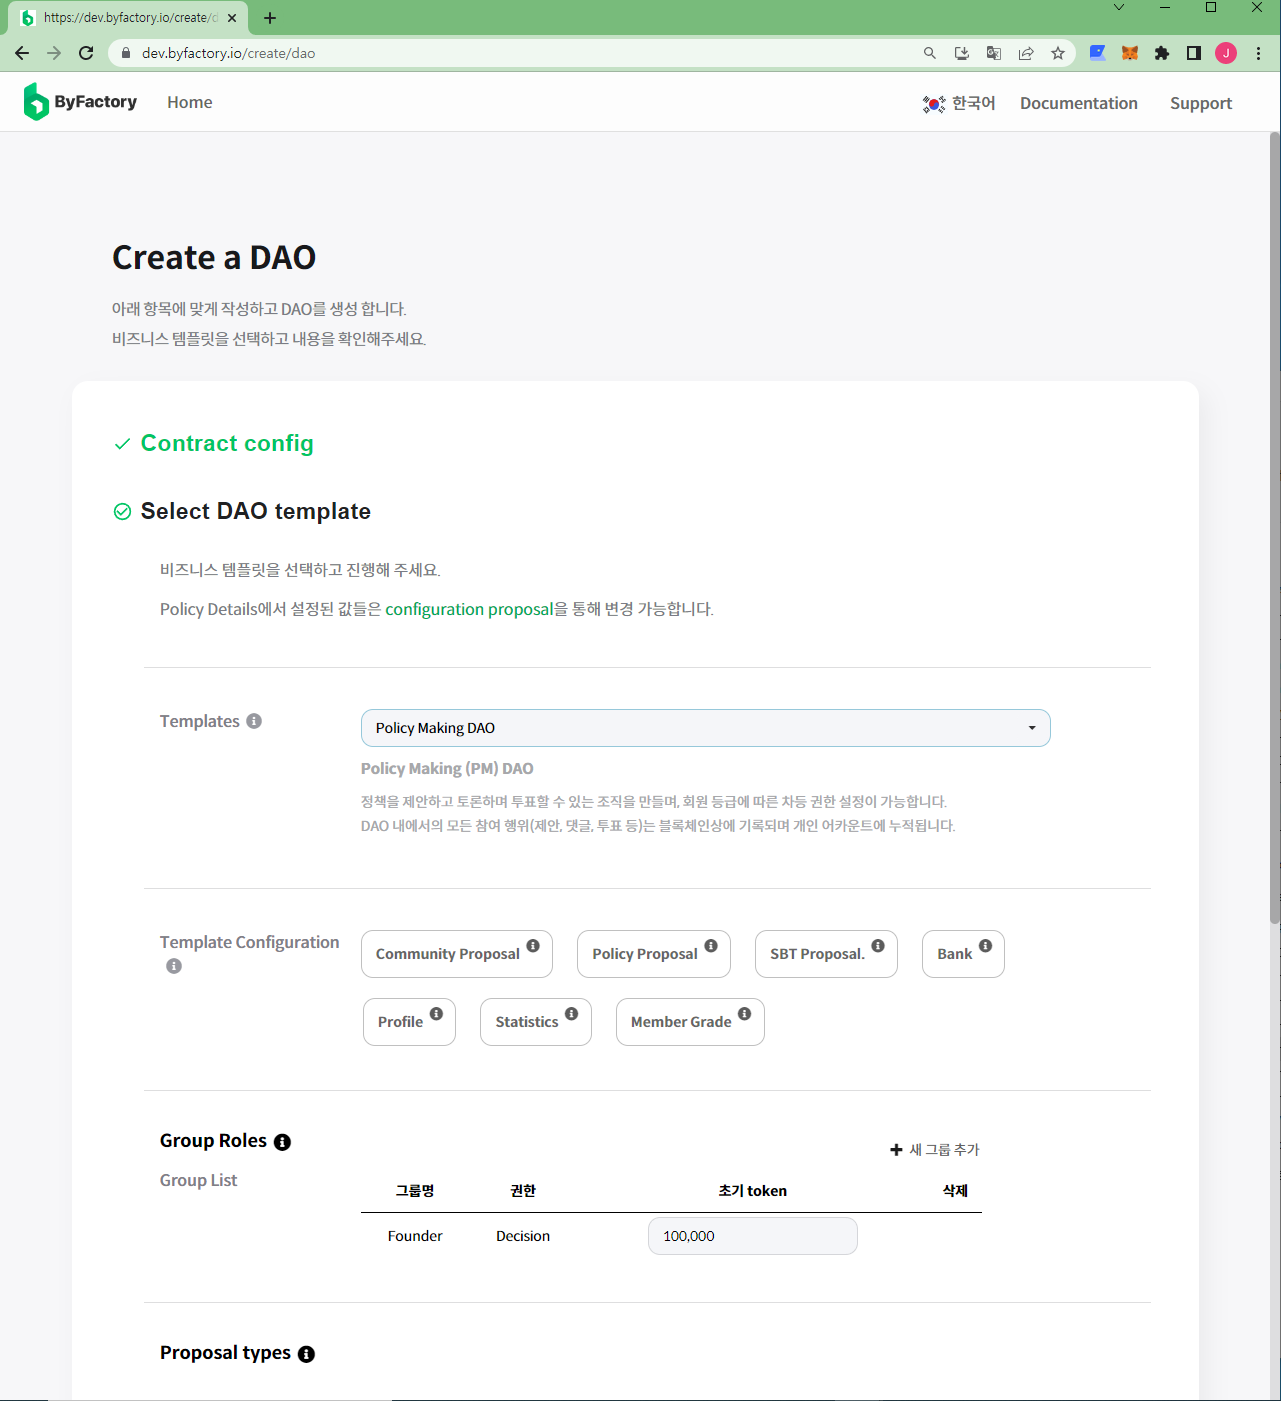 https://dev.byfactory.io/create/d
dev.byfactory.io/create/dao
J
ByFactory
Home
한국어
Documentation
Support
Create a DAO
아래 항목에 맞게 작성하고 DAO를 생성 합니다.
비즈니스 템플릿을 선택하고 내용을 확인해주세요.
Contract config
Select DAO template
비즈니스 템플릿을 선택하고 진행해 주세요.
Policy Details에서 설정된 값들은 configuration proposal을 통해 변경 가능합니다.
Templates
Policy Making DAO
Policy Making (PM) DAO
정책을 제안하고 토론하며 투표할 수 있는 조직을 만들며, 회원 등급에 따른 차등 권한 설정이 가능합니다.
DAO 내에서의 모든 참여 행위(제안, 댓글, 투표 등)는 블록체인상에 기록되며 개인 어카운트에 누적됩니다.
Template Configuration
Community Proposal
Policy Proposal
SBT Proposal.
Bank
Profile
Statistics
Member Grade
Group Roles
새 그룹 추가
Group List
그룹명 권한 초기 token 삭제
Founder Decision 100,000
Proposal types